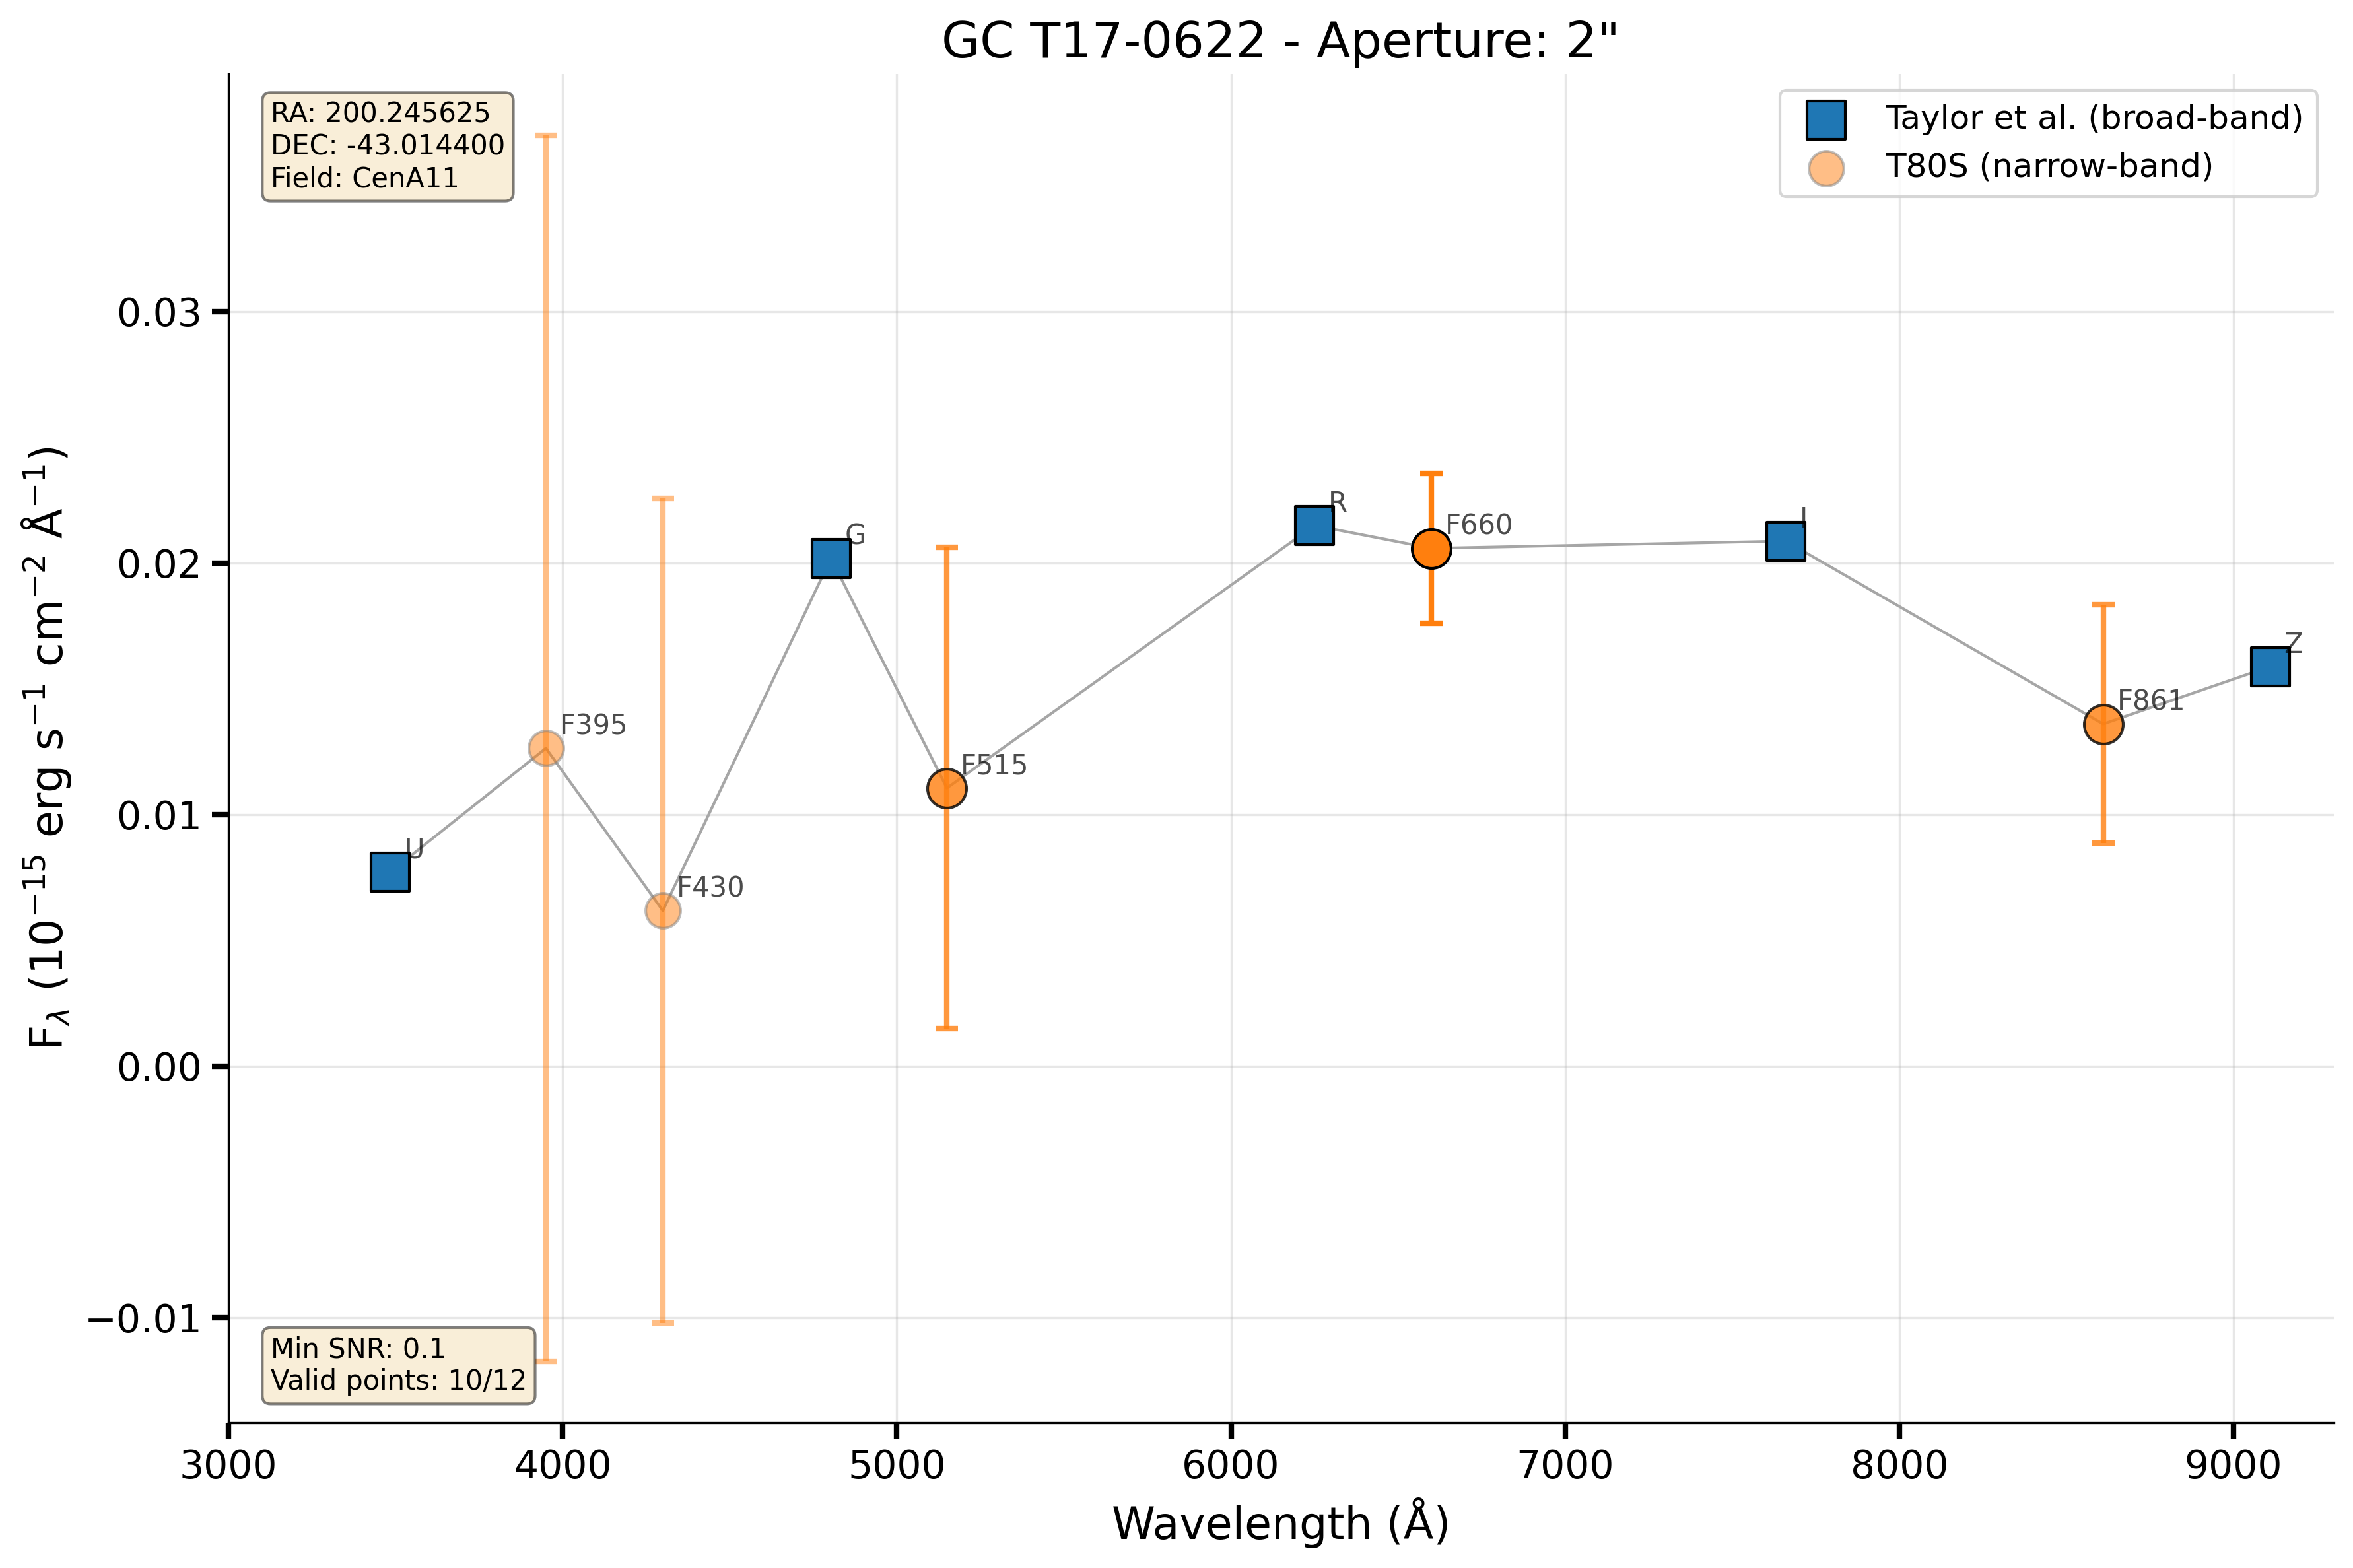 GC T17-0622 - Aperture: 2"
RA: 200.245625
DEC: -43.014400
Field: CenA11
Taylor et al. (broad-band)
T80S (narrow-band)
0.03
0.02
0.01
0.00
−0.01
F_λ (10⁻¹⁵ erg s⁻¹ cm⁻² Å⁻¹)
U
F395
F430
G
F515
R
F660
I
F861
Z
Min SNR: 0.1
Valid points: 10/12
3000 4000 5000 6000 7000 8000 9000
Wavelength (Å)